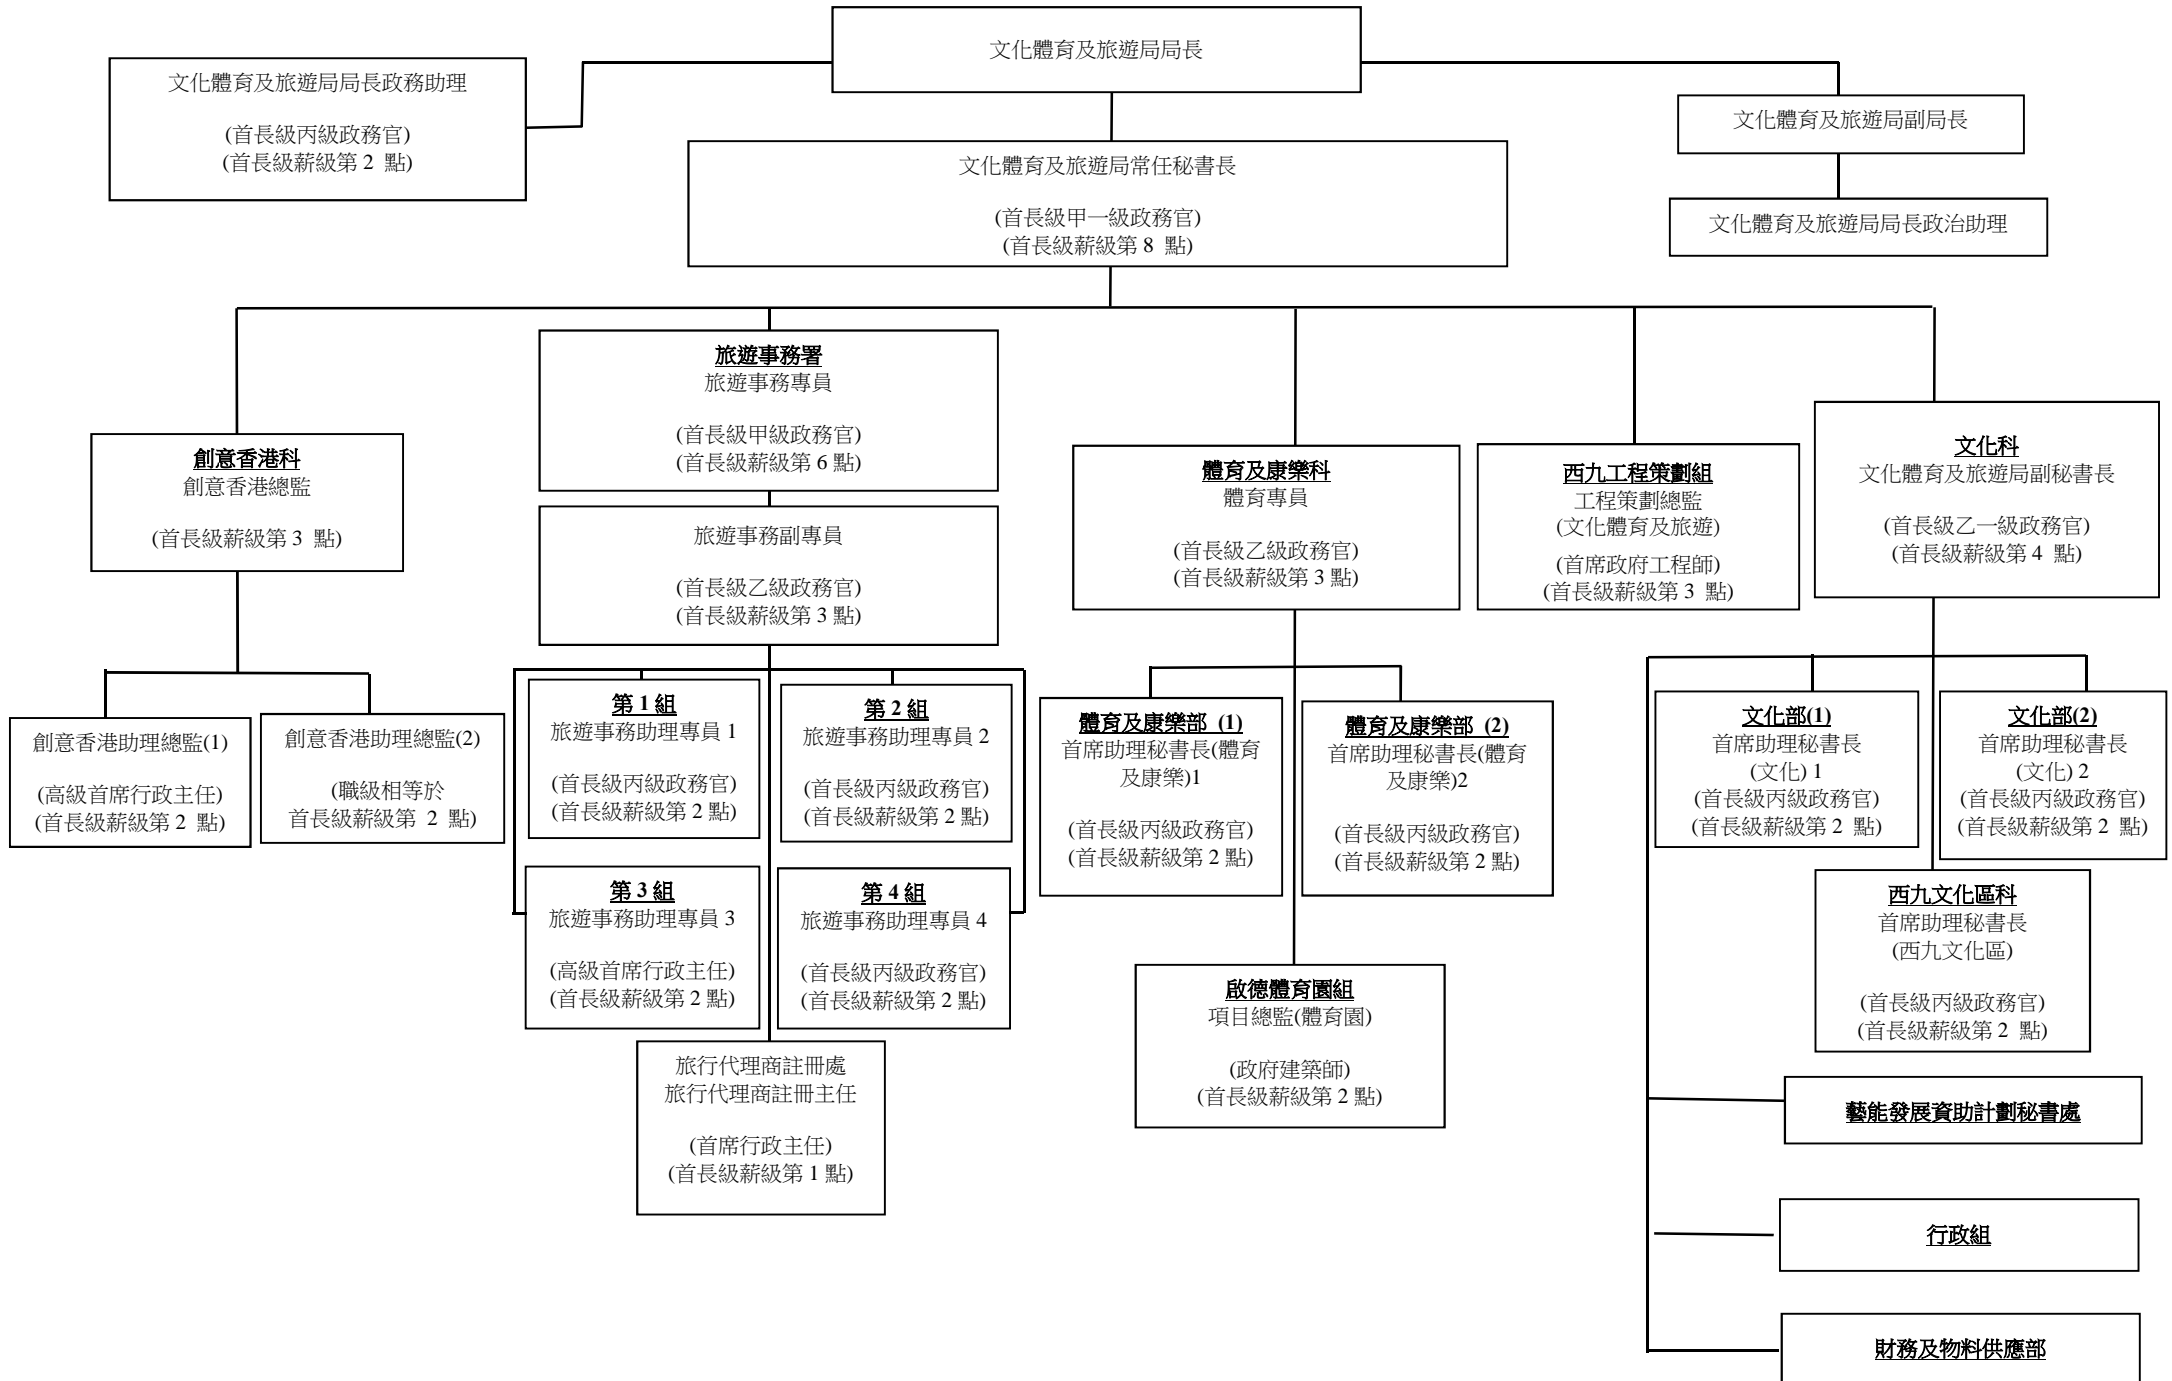 文化體育及旅遊局局長
文化體育及旅遊局局長政務助理
(首長級丙級政務官)
(首長級薪級第 2 點)
文化體育及旅遊局副局長
文化體育及旅遊局局長政治助理
文化體育及旅遊局常任秘書長
(首長級甲一級政務官)
(首長級薪級第 8 點)
創意香港科
創意香港總監
(首長級薪級第 3 點)
創意香港助理總監(1)
(高級首席行政主任)
(首長級薪級第 2 點)
創意香港助理總監(2)
(職級相等於
首長級薪級第 2 點)
旅遊事務署
旅遊事務專員
(首長級甲級政務官)
(首長級薪級第 6 點)
旅遊事務副專員
(首長級乙級政務官)
(首長級薪級第 3 點)
第 1 組
旅遊事務助理專員 1
(首長級丙級政務官)
(首長級薪級第 2 點)
第 2 組
旅遊事務助理專員 2
(首長級丙級政務官)
(首長級薪級第 2 點)
第 3 組
旅遊事務助理專員 3
(高級首席行政主任)
(首長級薪級第 2 點)
第 4 組
旅遊事務助理專員 4
(首長級丙級政務官)
(首長級薪級第 2 點)
旅行代理商註冊處
旅行代理商註冊主任
(首席行政主任)
(首長級薪級第 1 點)
體育及康樂科
體育專員
(首長級乙級政務官)
(首長級薪級第 3 點)
體育及康樂部 (1)
首席助理秘書長(體育
及康樂)1
(首長級丙級政務官)
(首長級薪級第 2 點)
體育及康樂部 (2)
首席助理秘書長(體育
及康樂)2
(首長級丙級政務官)
(首長級薪級第 2 點)
啟德體育園組
項目總監(體育園)
(政府建築師)
(首長級薪級第 2 點)
西九工程策劃組
工程策劃總監
(文化體育及旅遊)
(首席政府工程師)
(首長級薪級第 3 點)
文化科
文化體育及旅遊局副秘書長
(首長級乙一級政務官)
(首長級薪級第 4 點)
文化部(1)
首席助理秘書長
(文化) 1
(首長級丙級政務官)
(首長級薪級第 2 點)
文化部(2)
首席助理秘書長
(文化) 2
(首長級丙級政務官)
(首長級薪級第 2 點)
西九文化區科
首席助理秘書長
(西九文化區)
(首長級丙級政務官)
(首長級薪級第 2 點)
藝能發展資助計劃秘書處
行政組
財務及物料供應部